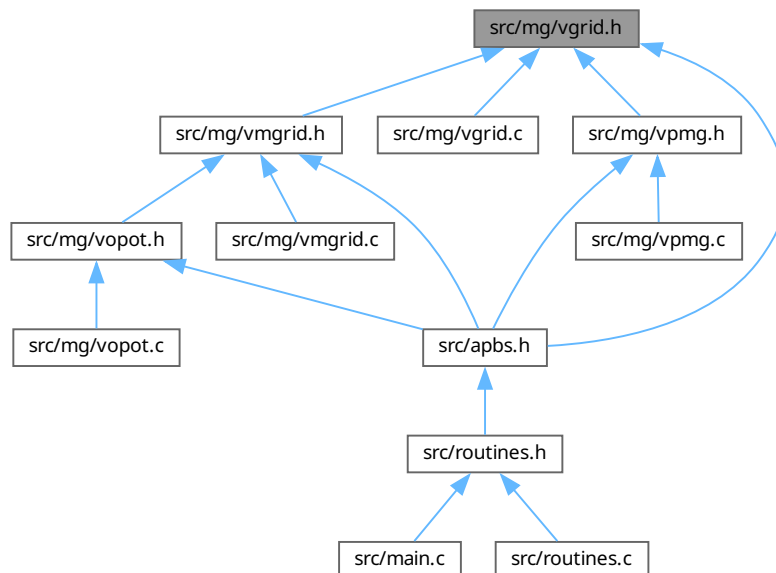 src/mg/vgrid.h
src/mg/vmgrid.h
src/mg/vgrid.c
src/mg/vpmg.h
src/mg/vopot.h
src/mg/vmgrid.c
src/mg/vpmg.c
src/mg/vopot.c
src/apbs.h
src/routines.h
src/main.c
src/routines.c